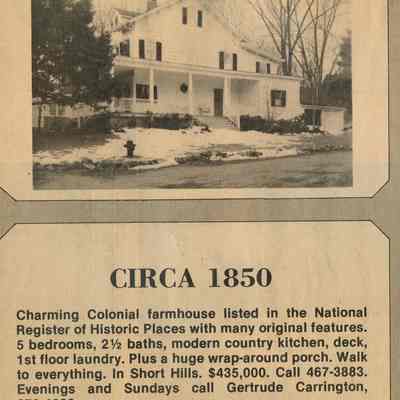 CIRCA 1850
Charming Colonial farmhouse listed in the National
Register of Historic Places with many original features.
5 bedrooms, 2½ baths, modern country kitchen, deck,
1st floor laundry. Plus a huge wrap-around porch. Walk
to everything. In Short Hills. $435,000. Call 467-3883.
Evenings and Sundays call Gertrude Carrington,